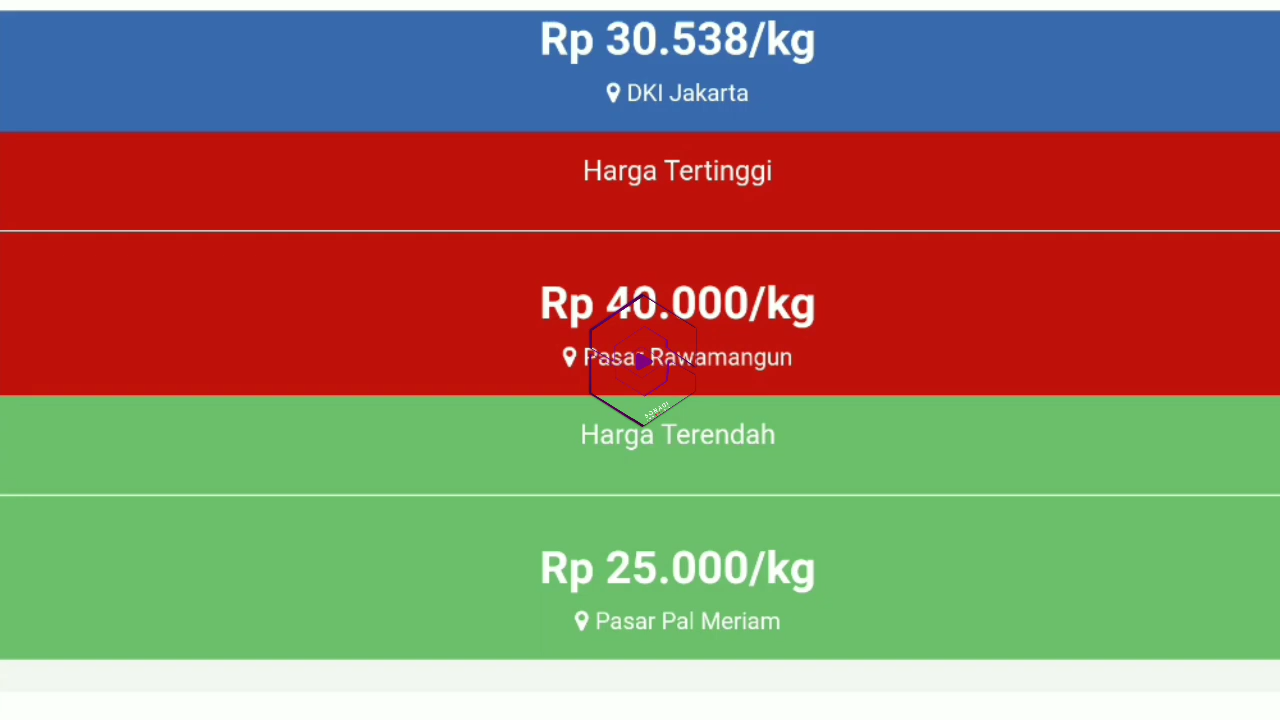 Rp 30.538/kg
DKI Jakarta
Harga Tertinggi
Rp 40.000/kg
Pasar Rawamangun
Harga Terendah
Rp 25.000/kg
Pasar Pal Meriam